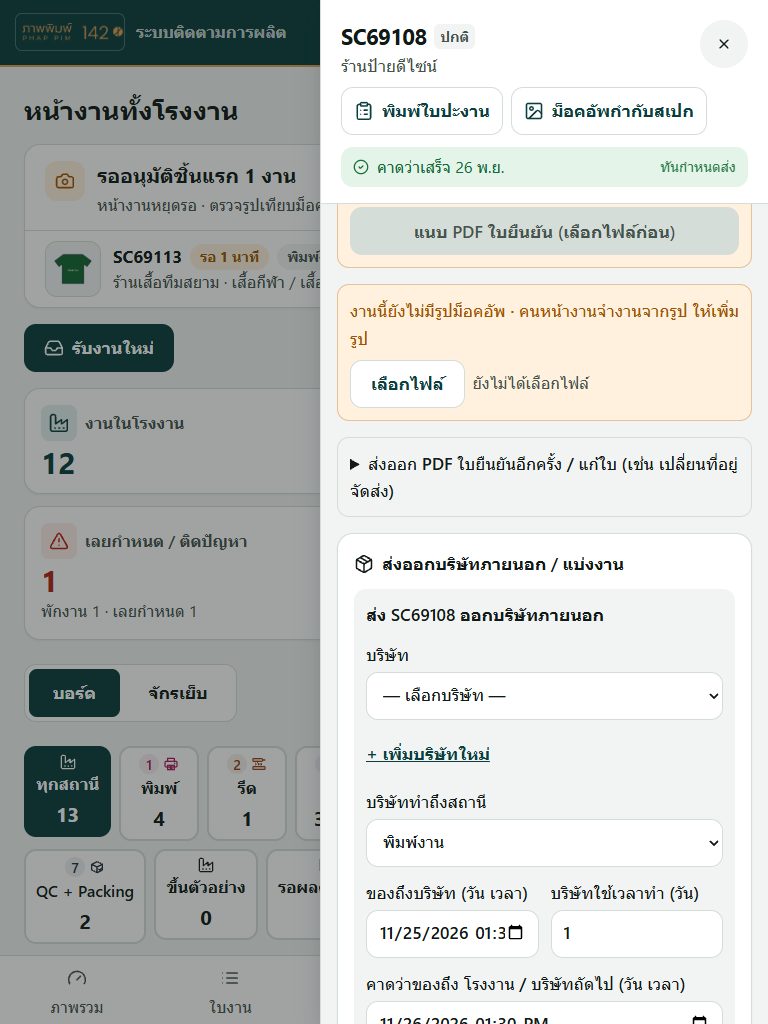 ภาพพิมพ์ 142
PHAP PIM
ระบบติดตามการผลิต
หน้างานทั้งโรงงาน
รออนุมัติชิ้นแรก 1 งาน
หน้างานหยุดรอ · ตรวจรูปเทียบม็อค
SC69113 รอ 1 นาที พิมพ์
ร้านเสื้อทีมสยาม · เสื้อกีฬา / เสื้อ
รับงานใหม่
งานในโรงงาน
12
เลยกำหนด / ติดปัญหา
1
พักงาน 1 · เลยกำหนด 1
บอร์ด จักรเย็บ
ทุกสถานี
13
1
พิมพ์
4
2
รีด
1
3
7
QC + Packing
2
ขึ้นตัวอย่าง
0
รอผล
ภาพรวม ใบงาน
SC69108 ปกติ
ร้านป้ายดีไซน์
×
พิมพ์ใบปะงาน ม็อคอัพกำกับสเปก
คาดว่าเสร็จ 26 พ.ย. ทันกำหนดส่ง
แนบ PDF ใบยืนยัน (เลือกไฟล์ก่อน)
งานนี้ยังไม่มีรูปม็อคอัพ · คนหน้างานจำงานจากรูป ให้เพิ่ม
รูป
เลือกไฟล์ ยังไม่ได้เลือกไฟล์
ส่งออก PDF ใบยืนยันอีกครั้ง / แก้ใบ (เช่น เปลี่ยนที่อยู่
จัดส่ง)
ส่งออกบริษัทภายนอก / แบ่งงาน
ส่ง SC69108 ออกบริษัทภายนอก
บริษัท
— เลือกบริษัท —
+ เพิ่มบริษัทใหม่
บริษัททำถึงสถานี
พิมพ์งาน
ของถึงบริษัท (วัน เวลา) บริษัทใช้เวลาทำ (วัน)
11/25/2026 01:3 1
คาดว่าของถึง โรงงาน / บริษัทถัดไป (วัน เวลา)
11/26/2026 01:30 PM